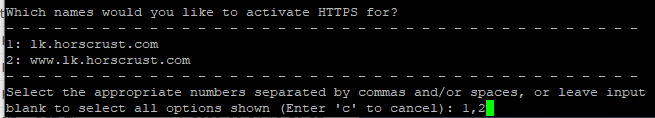 Which names would you like to activate HTTPS for?
- - - - - - - - - - - - - - - - - - - - - - - - - - - - - - - - - - - - - - - -
1: lk.horscrust.com
2: www.lk.horscrust.com
- - - - - - - - - - - - - - - - - - - - - - - - - - - - - - - - - - - - - - - -
Select the appropriate numbers separated by commas and/or spaces, or leave input
blank to select all options shown (Enter 'c' to cancel): 1,2